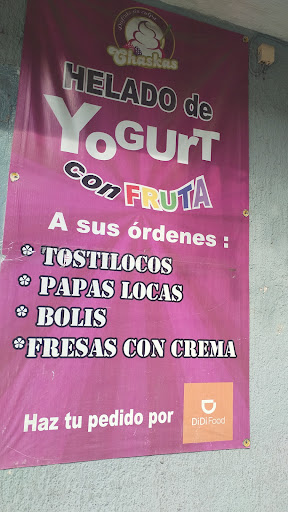 Chaskas
HELADO de
YoGUrT
con FRUTA
A sus órdenes :
* TOSTILOCOS
* PAPAS LOCAS
* BOLIS
*FRESAS CON CREMA
Haz tu pedido por
DiDi Food